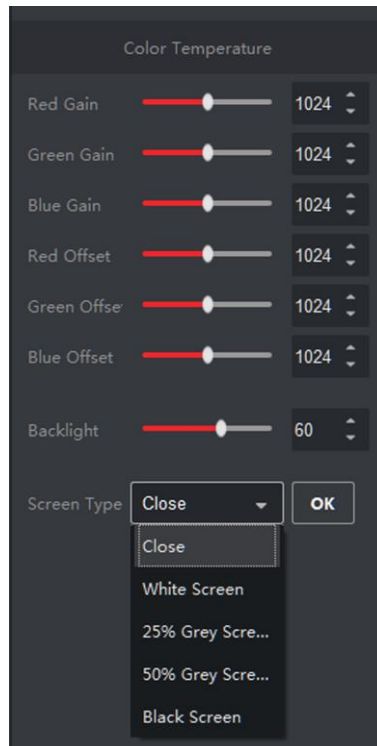 Color Temperature
Red Gain 1024
Green Gain 1024
Blue Gain 1024
Red Offset 1024
Green Offse 1024
Blue Offset 1024
Backlight 60
Screen Type Close OK
Close
White Screen
25% Grey Scre...
50% Grey Scre...
Black Screen